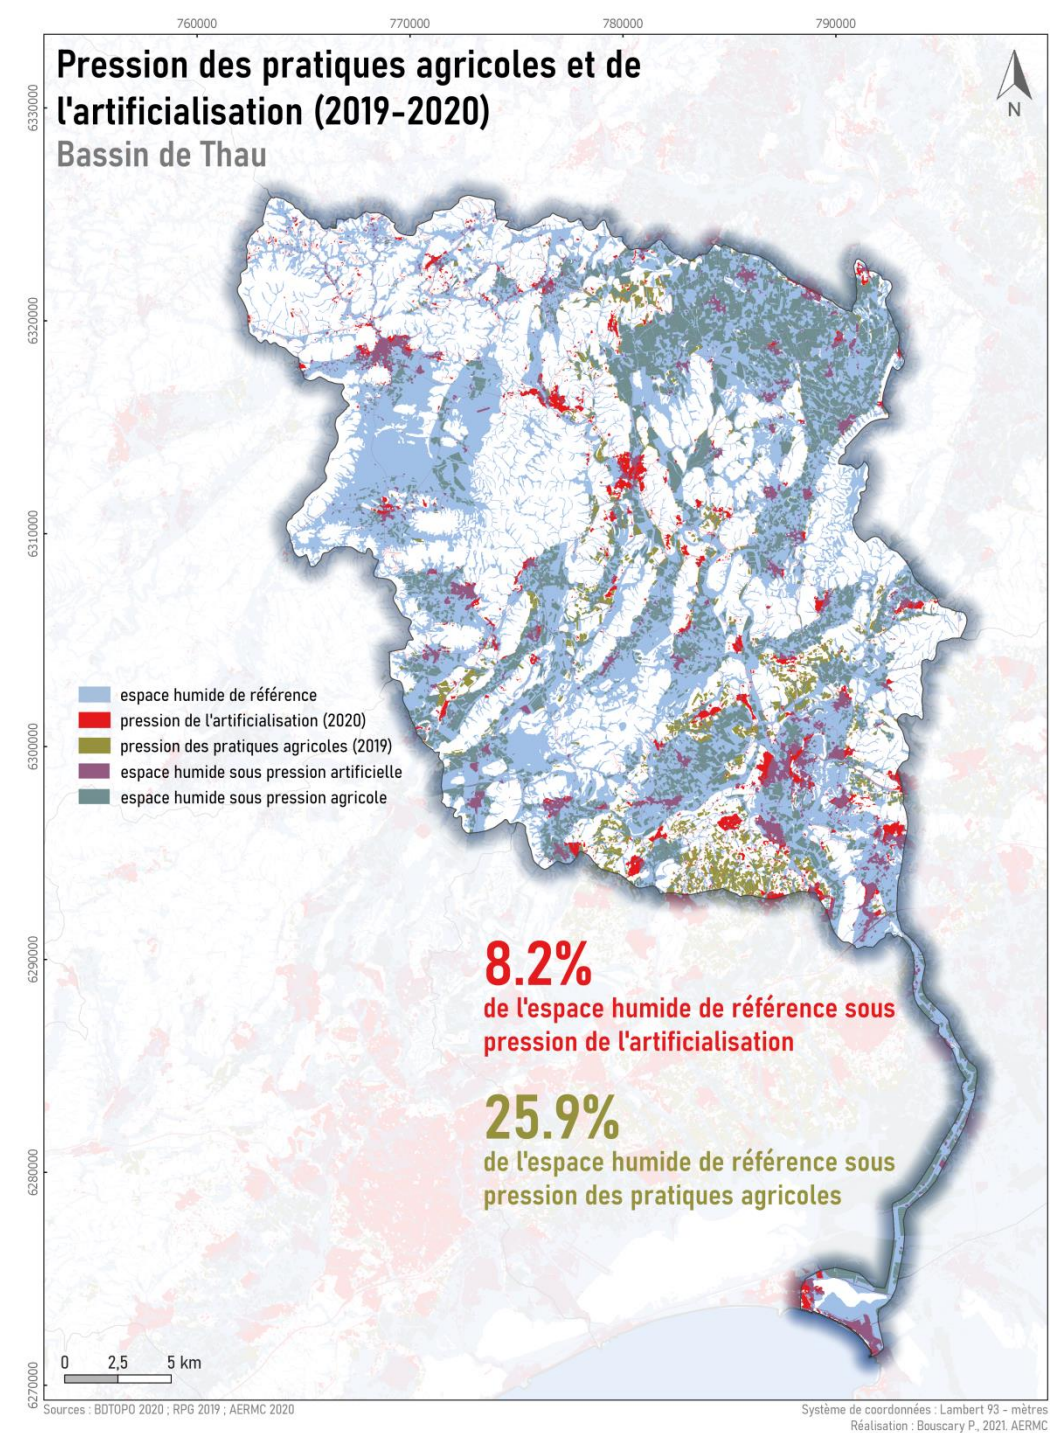 760000 770000 780000 790000
Pression des pratiques agricoles et de
l'artificialisation (2019-2020)
Bassin de Thau
N
6330000
6320000
6310000
6300000
6290000
6280000
6270000
espace humide de référence
pression de l'artificialisation (2020)
pression des pratiques agricoles (2019)
espace humide sous pression artificielle
espace humide sous pression agricole
8.2%
de l'espace humide de référence sous
pression de l'artificialisation
25.9%
de l'espace humide de référence sous
pression des pratiques agricoles
0 2,5 5 km
Sources : BDTOPO 2020 ; RPG 2019 ; AERMC 2020
Système de coordonnées : Lambert 93 - mètres
Réalisation : Bouscary P., 2021. AERMC